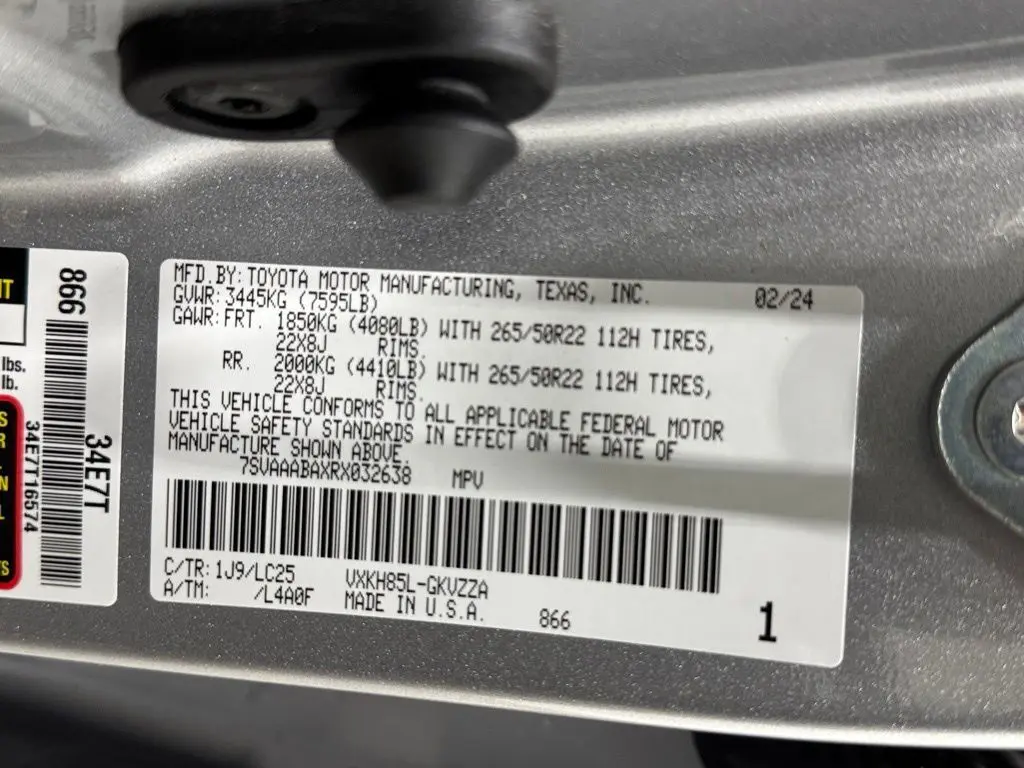 MFD.BY:TOYOTA MOTOR MANUFACTURING, TEXAS, INC. 02/24
GVWR:3445KG (7595LB)
GAWR:FRT. 1850KG (4080LB) WITH 265/50R22 112H TIRES,
22X8J RIMS.
RR. 2000KG (4410LB) WITH 265/50R22 112H TIRES,
22X8J RIMS.
THIS VEHICLE CONFORMS TO ALL APPLICABLE FEDERAL MOTOR
VEHICLE SAFETY STANDARDS IN EFFECT ON THE DATE OF
MANUFACTURE SHOWN ABOVE.
7SVAAABAXRX032638 MPV
C/TR:1J9/LC25 VXKH85L-GKVZZA
A/TM: /L4A0F MADE IN U.S.A. 866 1
866
34E7T
34E7T16574
lbs.
lb.